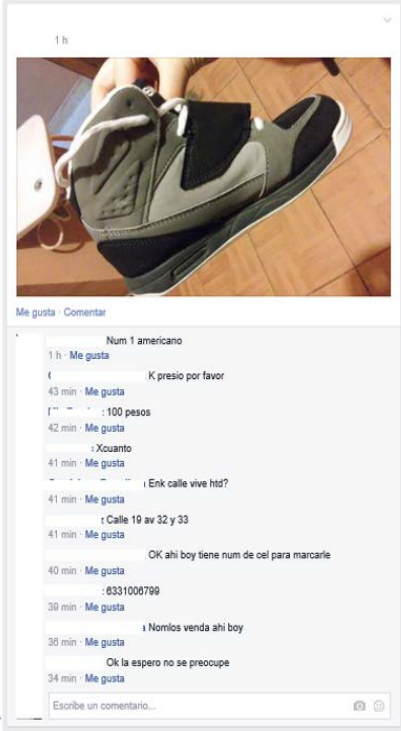 1 h
Me gusta · Comentar
Num 1 americano
1 h · Me gusta
K presio por favor
43 min · Me gusta
: 100 pesos
42 min · Me gusta
: Xcuanto
41 min · Me gusta
Enk calle vive htd?
41 min · Me gusta
Calle 19 av 32 y 33
41 min · Me gusta
OK ahi boy tiene num de cel para marcarle
40 min · Me gusta
: 6331006799
39 min · Me gusta
Nomlos venda ahi boy
36 min · Me gusta
Ok la espero no se preocupe
34 min · Me gusta
Escribe un comentario...